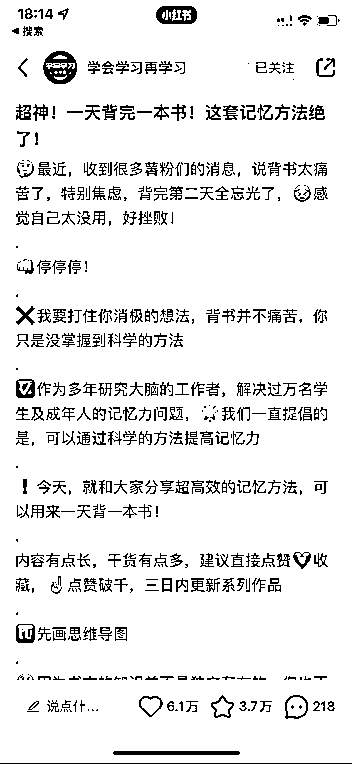 18:14
小红书
搜索
学会学习再学习
已关注
超神！一天背完一本书！这套记忆方法绝
了！
最近，收到很多薯粉们的消息，说背书太痛
苦了，特别焦虑，背完第二天全忘光了，感
觉自己太没用，好挫败！
.
停停停！
.
❌我要打住你消极的想法，背书并不痛苦，你
只是没掌握到科学的方法
.
作为多年研究大脑的工作者，解决过万名学
生及成年人的记忆力问题，我们一直提倡的
是，可以通过科学的方法提高记忆力
.
❗今天，就和大家分享超高效的记忆方法，可
以用来一天背一本书！
.
内容有点长，干货有点多，建议直接点赞❤收
藏，✌点赞破千，三日内更新系列作品
.
先画思维导图
.
说点什...
6.1万
3.7万
218